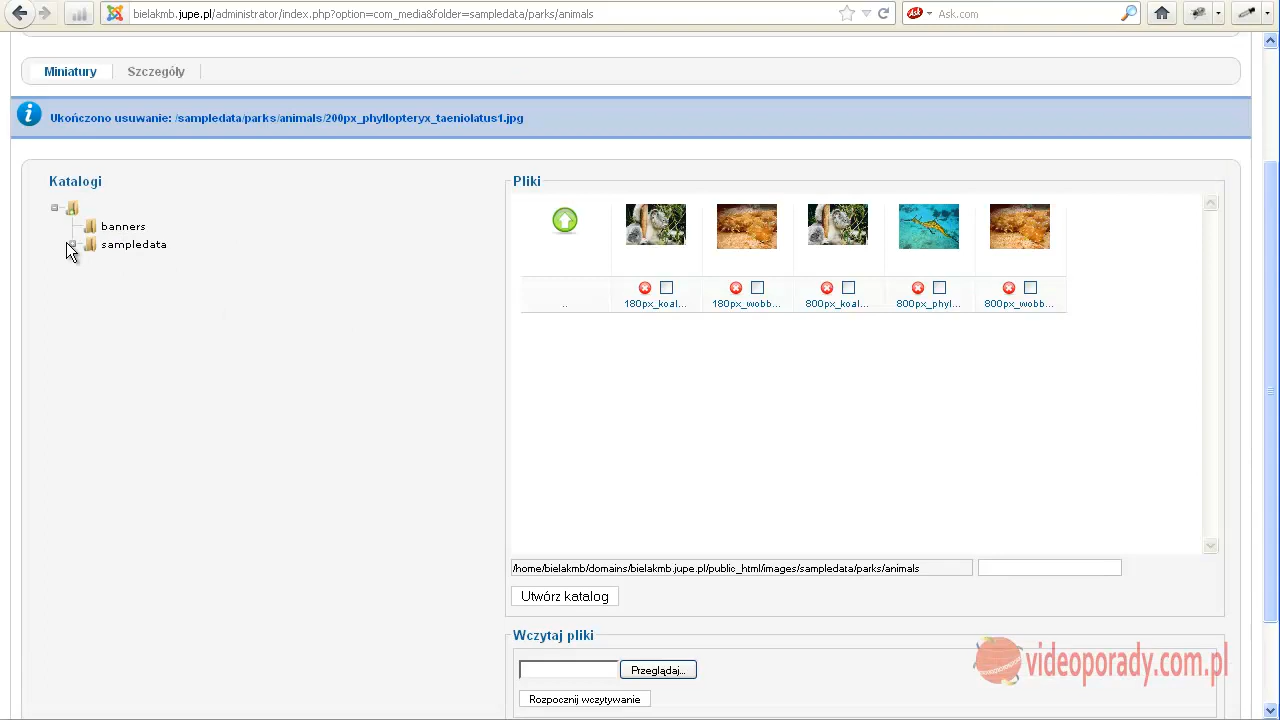 bielakmb.jupe.pl/administrator/index.php?option=com_media&folder=sampledata/parks/animals
Ask.com
Miniatury
Szczegóły
Ukończono usuwanie: /sampledata/parks/animals/200px_phyllopteryx_taeniolatus1.jpg
Katalogi
banners
sampledata
Pliki
..
180px_koal...
180px_wobb...
800px_koal...
800px_phyl...
800px_wobb...
/home/bielakmb/domains/bielakmb.jupe.pl/public_html/images/sampledata/parks/animals
Utwórz katalog
Wczytaj pliki
Przeglądaj...
Rozpocznij wczytywanie
videoporady.com.pl